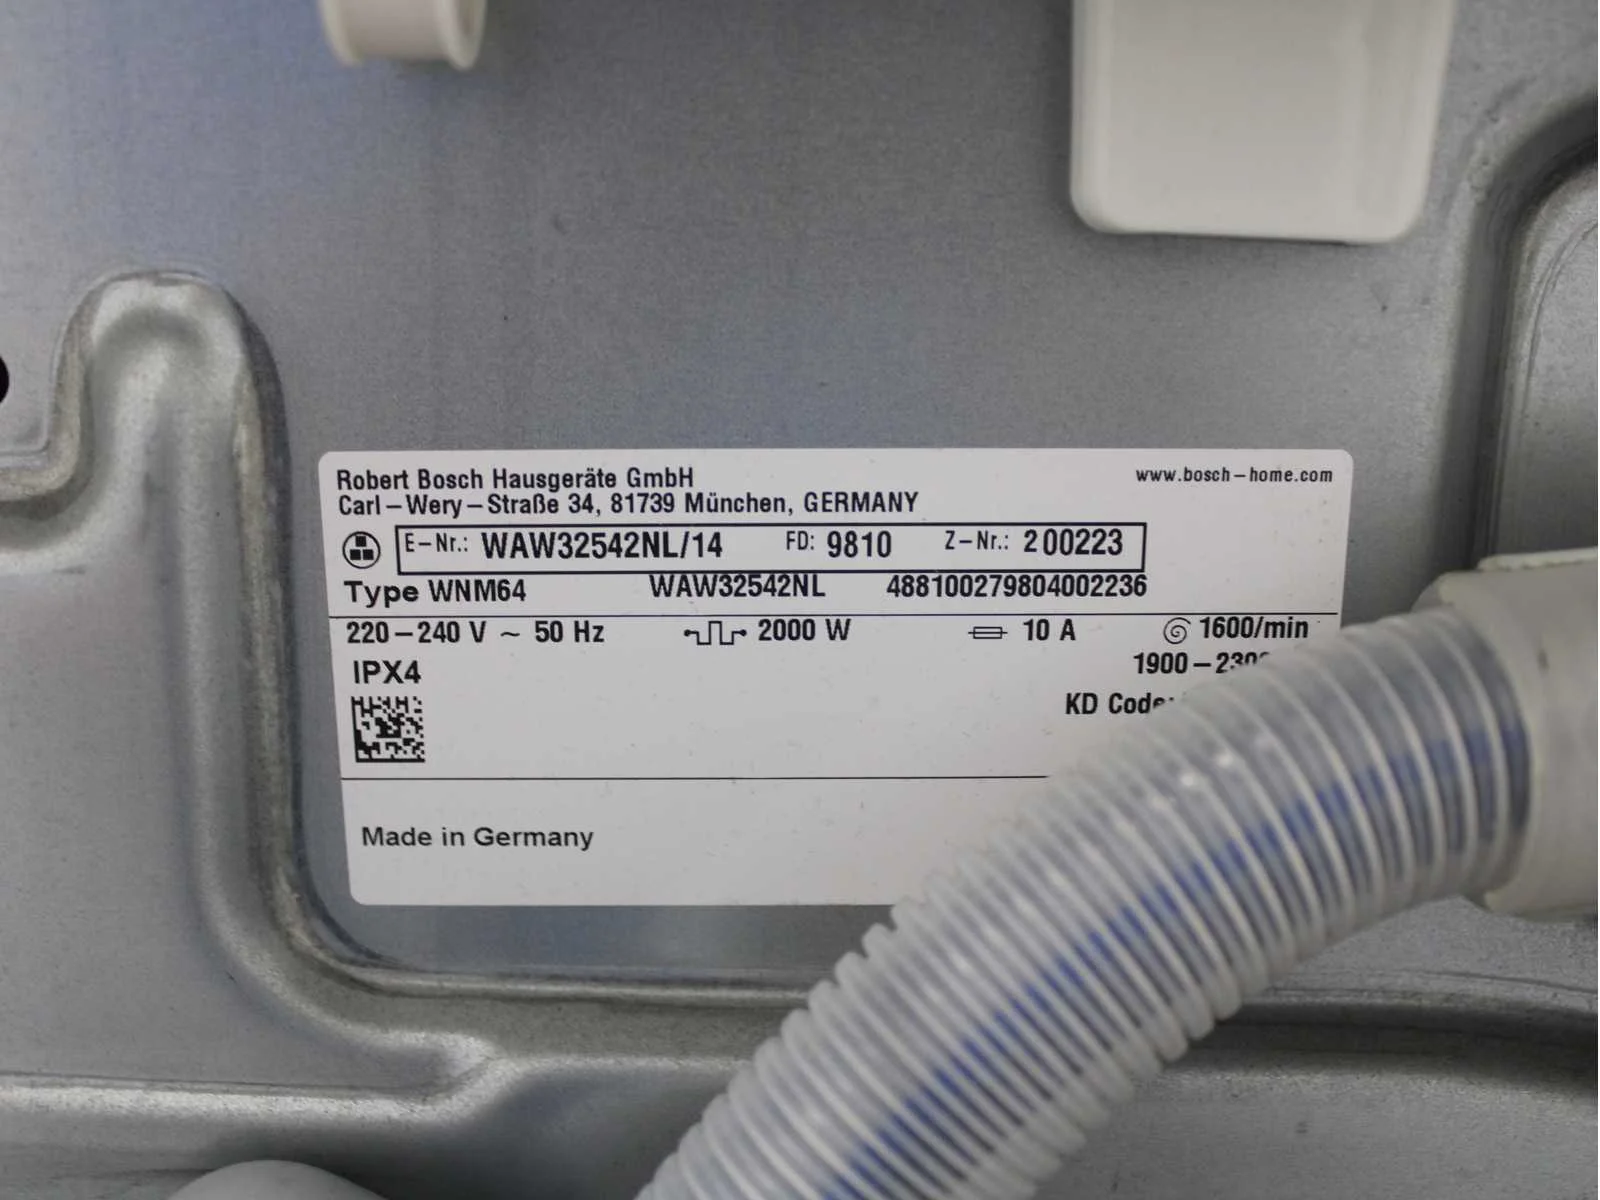 Robert Bosch Hausgeräte GmbH www.bosch-home.com
Carl-Wery-Straße 34, 81739 München, GERMANY
E-Nr.: WAW32542NL/14 FD: 9810 Z-Nr.: 200223
Type WNM64 WAW32542NL 488100279804002236
220-240 V ~ 50 Hz 2000 W 10 A 1600/min
IPX4 1900-
KD Code:
Made in Germany